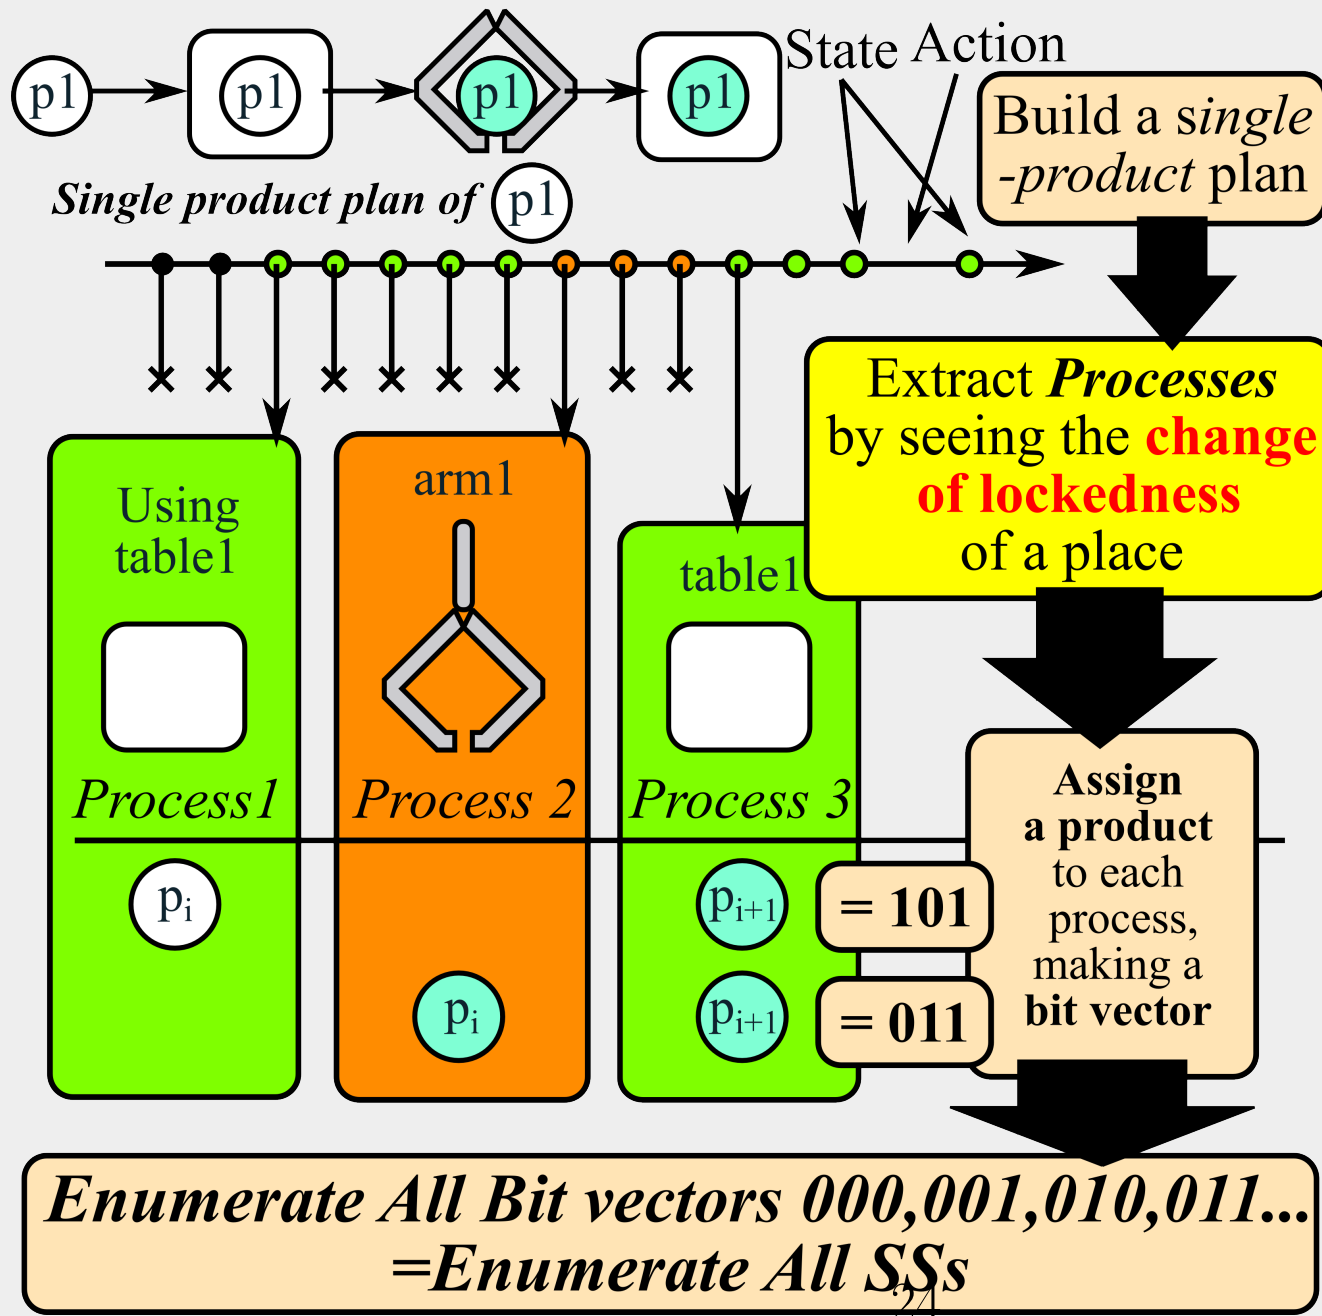 p1
p1
p1
p1
State Action
Build a single
-product plan
Single product plan of p1
Extract Processes
by seeing the change
of lockedness
of a place
Using
table1
arm1
table1
Process1
Process 2
Process 3
Assign
a product
to each
process,
making a
bit vector
pi
pi+1
= 101
pi
pi+1
= 011
Enumerate All Bit vectors 000,001,010,011...
=Enumerate All SSs
24